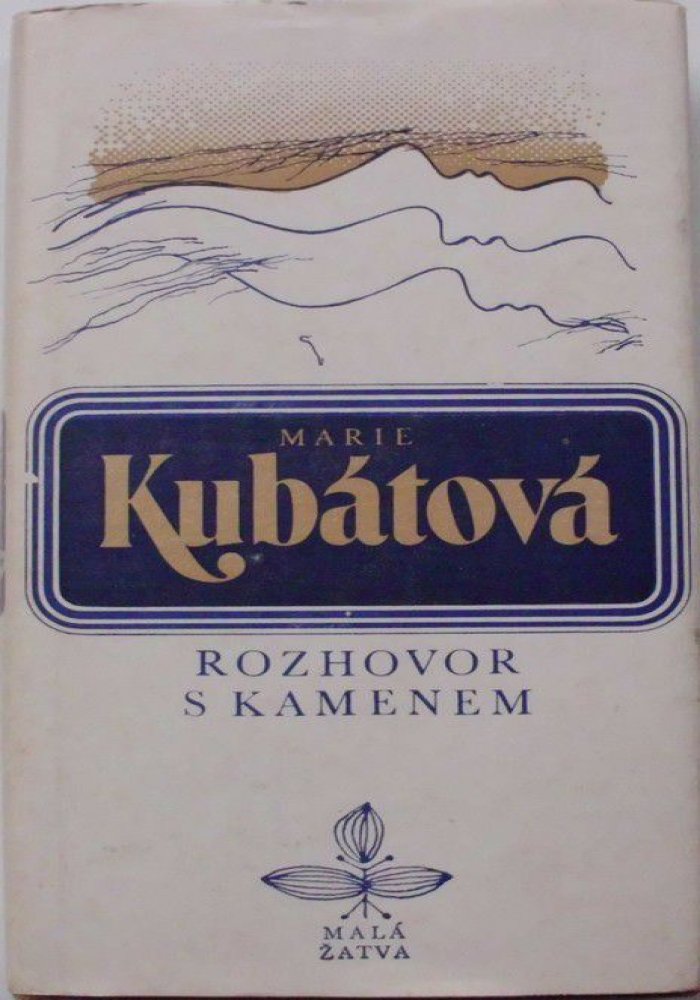 MARIE
Kubátová
ROZHOVOR
S KAMENEM
MALÁ
ŽATVA